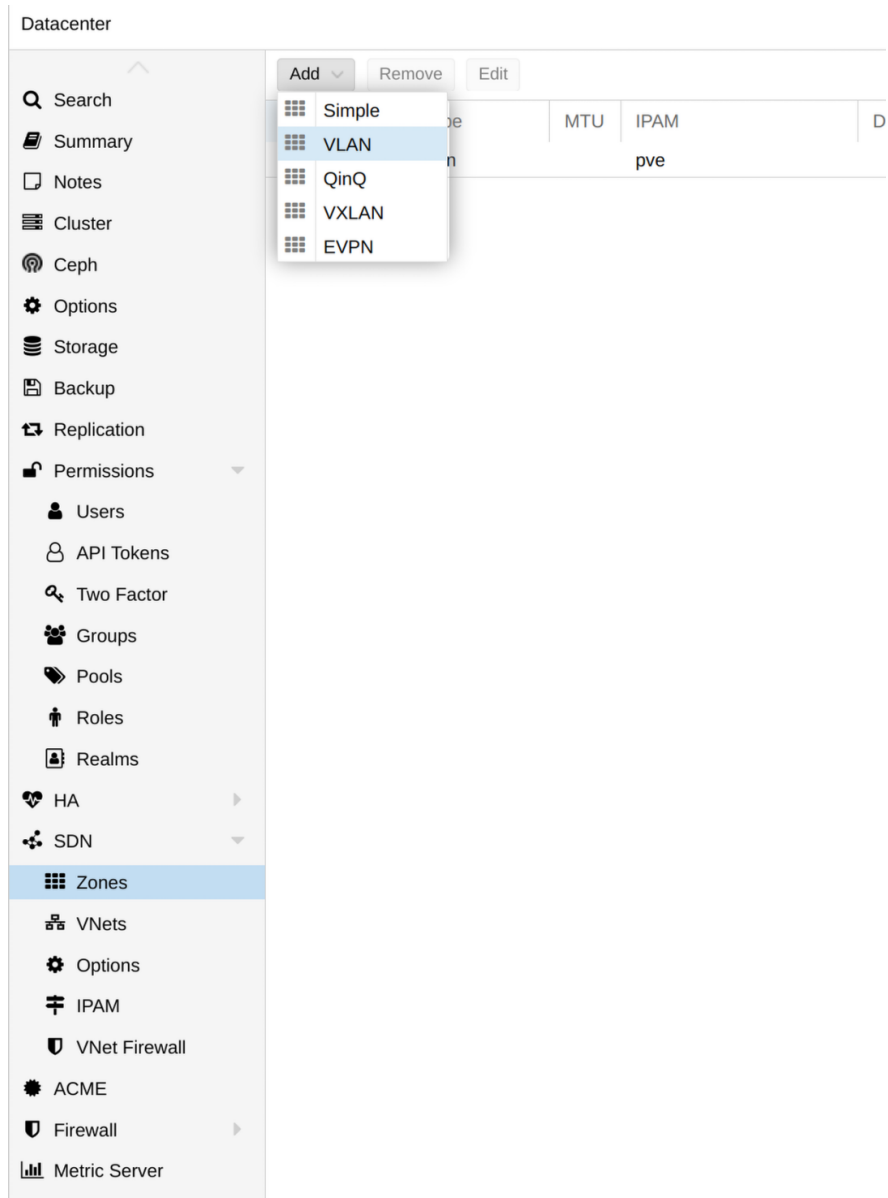 Datacenter
Add Remove Edit
Search
Simple
VLAN
QinQ
VXLAN
EVPN
MTU IPAM D
pve
Summary
Notes
Cluster
Ceph
Options
Storage
Backup
Replication
Permissions
Users
API Tokens
Two Factor
Groups
Pools
Roles
Realms
HA
SDN
Zones
VNets
Options
IPAM
VNet Firewall
ACME
Firewall
Metric Server